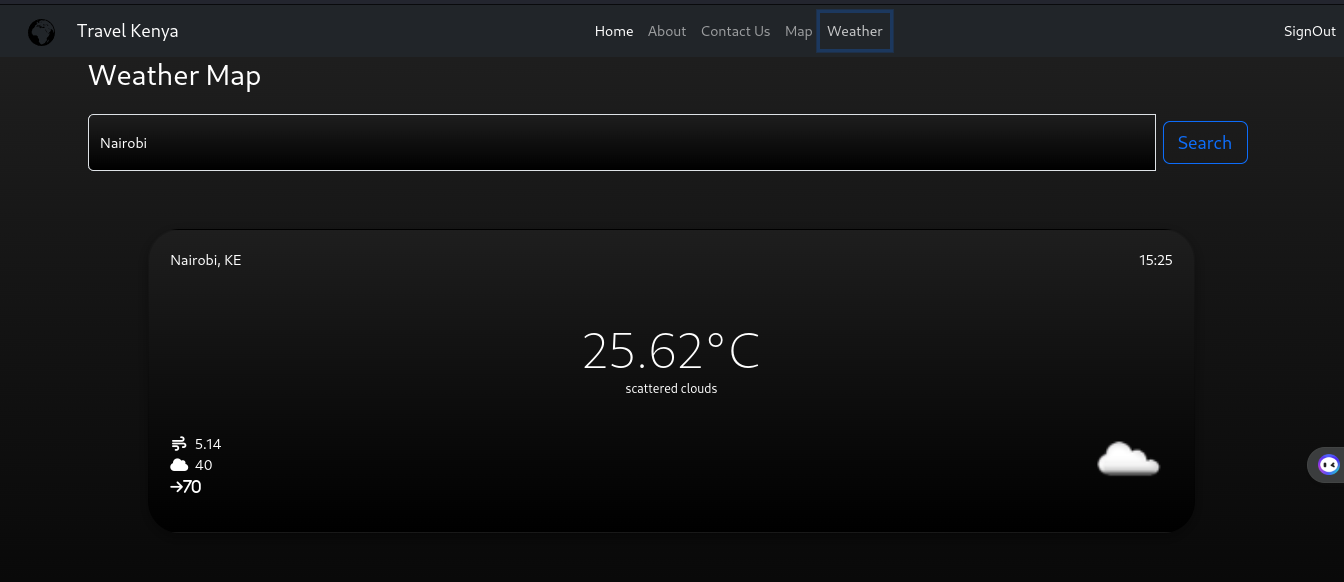 Travel Kenya
Home About Contact Us Map Weather
SignOut
Weather Map
Nairobi
Search
Nairobi, KE
15:25
25.62°C
scattered clouds
5.14
40
→70